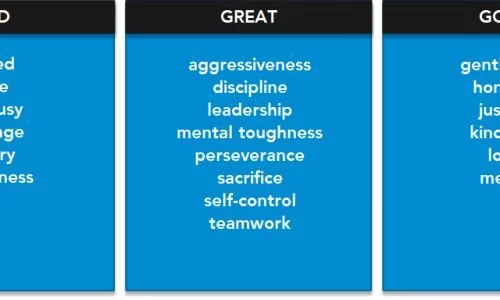 D
GREAT
GO
ed
e
usy
age
ry
ness
aggressiveness
discipline
leadership
mental toughness
perseverance
sacrifice
self-control
teamwork
gent
hon
jus
kind
lo
me